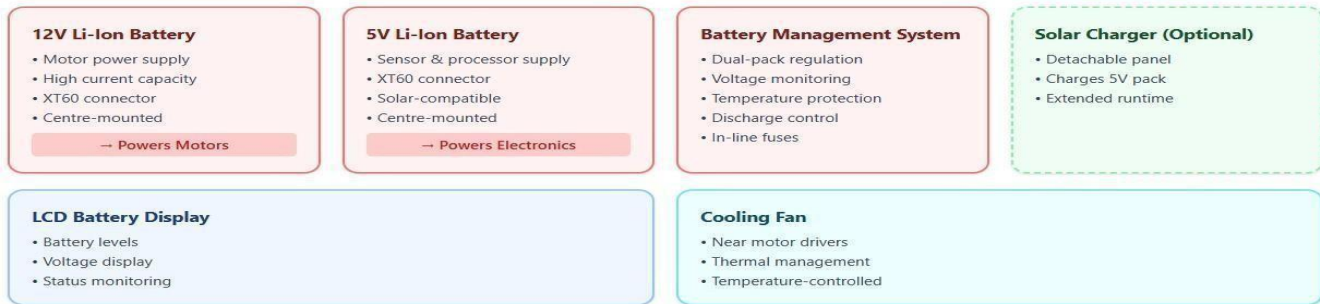 12V Li-Ion Battery
• Motor power supply
• High current capacity
• XT60 connector
• Centre-mounted
→ Powers Motors
5V Li-Ion Battery
• Sensor & processor supply
• XT60 connector
• Solar-compatible
• Centre-mounted
→ Powers Electronics
Battery Management System
• Dual-pack regulation
• Voltage monitoring
• Temperature protection
• Discharge control
• In-line fuses
Solar Charger (Optional)
• Detachable panel
• Charges 5V pack
• Extended runtime
LCD Battery Display
• Battery levels
• Voltage display
• Status monitoring
Cooling Fan
• Near motor drivers
• Thermal management
• Temperature-controlled